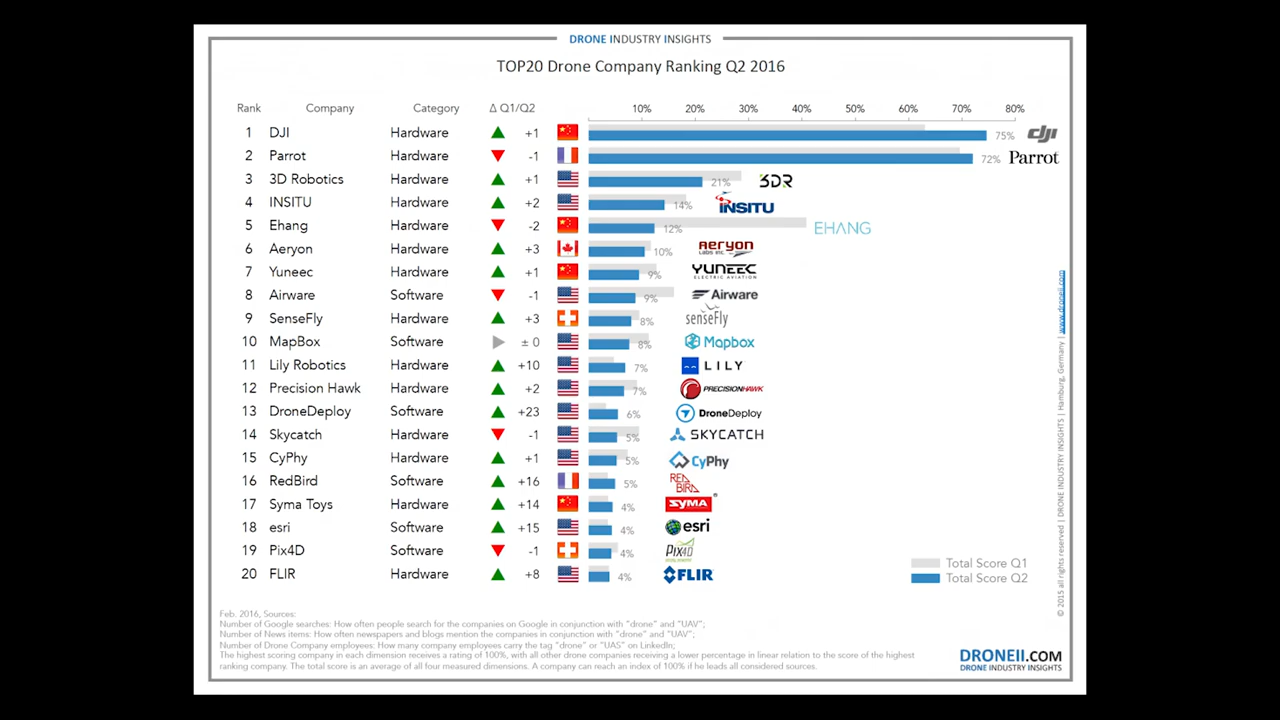 DRONE INDUSTRY INSIGHTS
TOP20 Drone Company Ranking Q2 2016
Rank Company Category Δ Q1/Q2 10% 20% 30% 40% 50% 60% 70% 80%
1 DJI Hardware +1 75% dji
2 Parrot Hardware -1 72% Parrot
3 3D Robotics Hardware +1 21% 3DR
4 INSITU Hardware +2 14% INSITU
5 Ehang Hardware -2 12% EHANG
6 Aeryon Hardware +3 10% AERYON LABS INC.
7 Yuneec Hardware +1 9% YUNEEC ELECTRIC AVIATION
8 Airware Software -1 9% Airware
9 SenseFly Hardware +3 8% senseFly
10 MapBox Software ± 0 8% Mapbox
11 Lily Robotics Hardware +10 7% LILY
12 Precision Hawk Hardware +2 7% PRECISIONHAWK
13 DroneDeploy Software +23 6% DroneDeploy
14 Skycatch Hardware -1 5% SKYCATCH
15 CyPhy Hardware +1 5% CyPhy
16 RedBird Software +16 5% REDBIRD
17 Syma Toys Hardware +14 4% SYMA
18 esri Software +15 4% esri
19 Pix4D Software -1 4% Pix4D
20 FLIR Hardware +8 4% FLIR
Total Score Q1
Total Score Q2
© 2015 all rights reserved | DRONE INDUSTRY INSIGHTS | Hamburg, Germany | www.droneii.com
Feb. 2016, Sources:
Number of Google searches: How often people search for the companies on Google in conjunction with "drone" and "UAV";
Number of News items: How often newspapers and blogs mention the companies in conjunction with "drone" and "UAV";
Number of Drone Company employees: How many company employees carry the tag "drone" or "UAS" on LinkedIn;
The highest scoring company in each dimension receives a rating of 100%, with all other drone companies receiving a lower percentage in linear relation to the score of the highest
ranking company. The total score is an average of all four measured dimensions. A company can reach an index of 100% if he leads all considered sources.
DRONEII.COM
DRONE INDUSTRY INSIGHTS